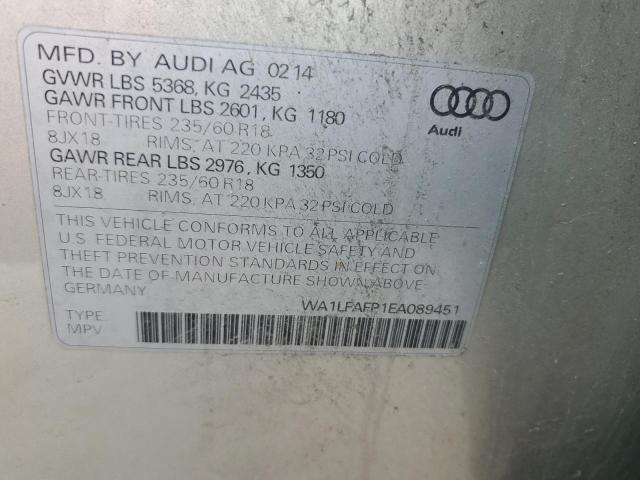 MFD. BY AUDI AG 0214
GVWR LBS 5368, KG 2435
GAWR FRONT LBS 2601, KG 1180
FRONT-TIRES 235/60 R18
8JX18 RIMS, AT 220 KPA 32 PSI COLD
GAWR REAR LBS 2976, KG 1350
REAR-TIRES 235/60 R18
8JX18 RIMS, AT 220 KPA 32 PSI COLD
Audi
THIS VEHICLE CONFORMS TO ALL APPLICABLE
U.S. FEDERAL MOTOR VEHICLE SAFETY AND
THEFT PREVENTION STANDARDS IN EFFECT ON
THE DATE OF MANUFACTURE SHOWN ABOVE
GERMANY
WA1LFAFP1EA089451
TYPE:
MPV